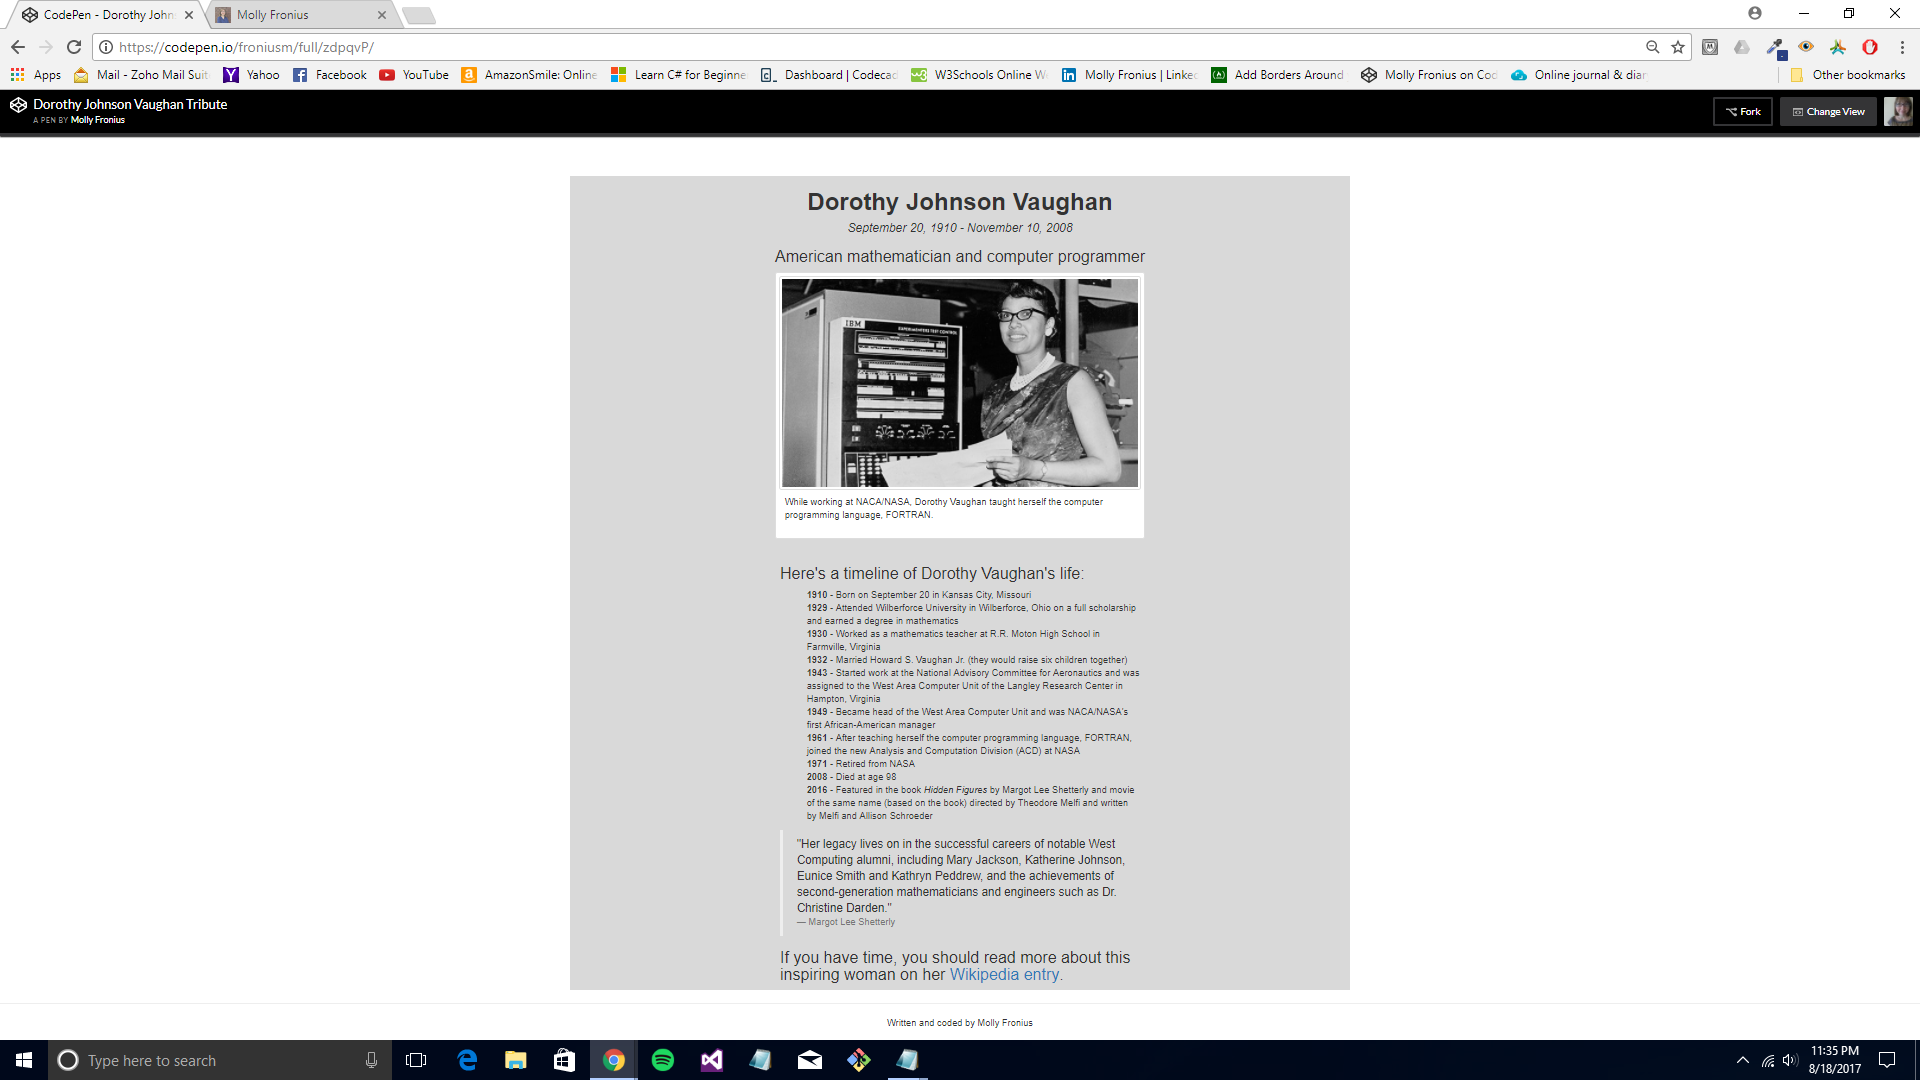 CodePen - Dorothy John
Molly Fronius
https://codepen.io/froniusm/full/zdpqvP/
Apps
Mail - Zoho Mail Suit
Yahoo
Facebook
YouTube
AmazonSmile: Online
Learn C# for Beginne
Dashboard | Codecad
W3Schools Online W
Molly Fronius | Linked
Add Borders Around
Molly Fronius on Cod
Online journal & diar
Other bookmarks
Dorothy Johnson Vaughan Tribute
A PEN BY Molly Fronius
Fork
Change View
Dorothy Johnson Vaughan
September 20, 1910 - November 10, 2008
American mathematician and computer programmer
IBM
EXPERIMENTERS TEST CONTROL
While working at NACA/NASA, Dorothy Vaughan taught herself the computer
programming language, FORTRAN.
Here's a timeline of Dorothy Vaughan's life:
1910 - Born on September 20 in Kansas City, Missouri
1929 - Attended Wilberforce University in Wilberforce, Ohio on a full scholarship
and earned a degree in mathematics
1930 - Worked as a mathematics teacher at R.R. Moton High School in
Farmville, Virginia
1932 - Married Howard S. Vaughan Jr. (they would raise six children together)
1943 - Started work at the National Advisory Committee for Aeronautics and was
assigned to the West Area Computer Unit of the Langley Research Center in
Hampton, Virginia
1949 - Became head of the West Area Computer Unit and was NACA/NASA's
first African-American manager
1961 - After teaching herself the computer programming language, FORTRAN,
joined the new Analysis and Computation Division (ACD) at NASA
1971 - Retired from NASA
2008 - Died at age 98
2016 - Featured in the book Hidden Figures by Margot Lee Shetterly and movie
of the same name (based on the book) directed by Theodore Melfi and written
by Melfi and Allison Schroeder
"Her legacy lives on in the successful careers of notable West
Computing alumni, including Mary Jackson, Katherine Johnson,
Eunice Smith and Kathryn Peddrew, and the achievements of
second-generation mathematicians and engineers such as Dr.
Christine Darden."
— Margot Lee Shetterly
If you have time, you should read more about this
inspiring woman on her Wikipedia entry.
Written and coded by Molly Fronius
Type here to search
11:35 PM
8/18/2017